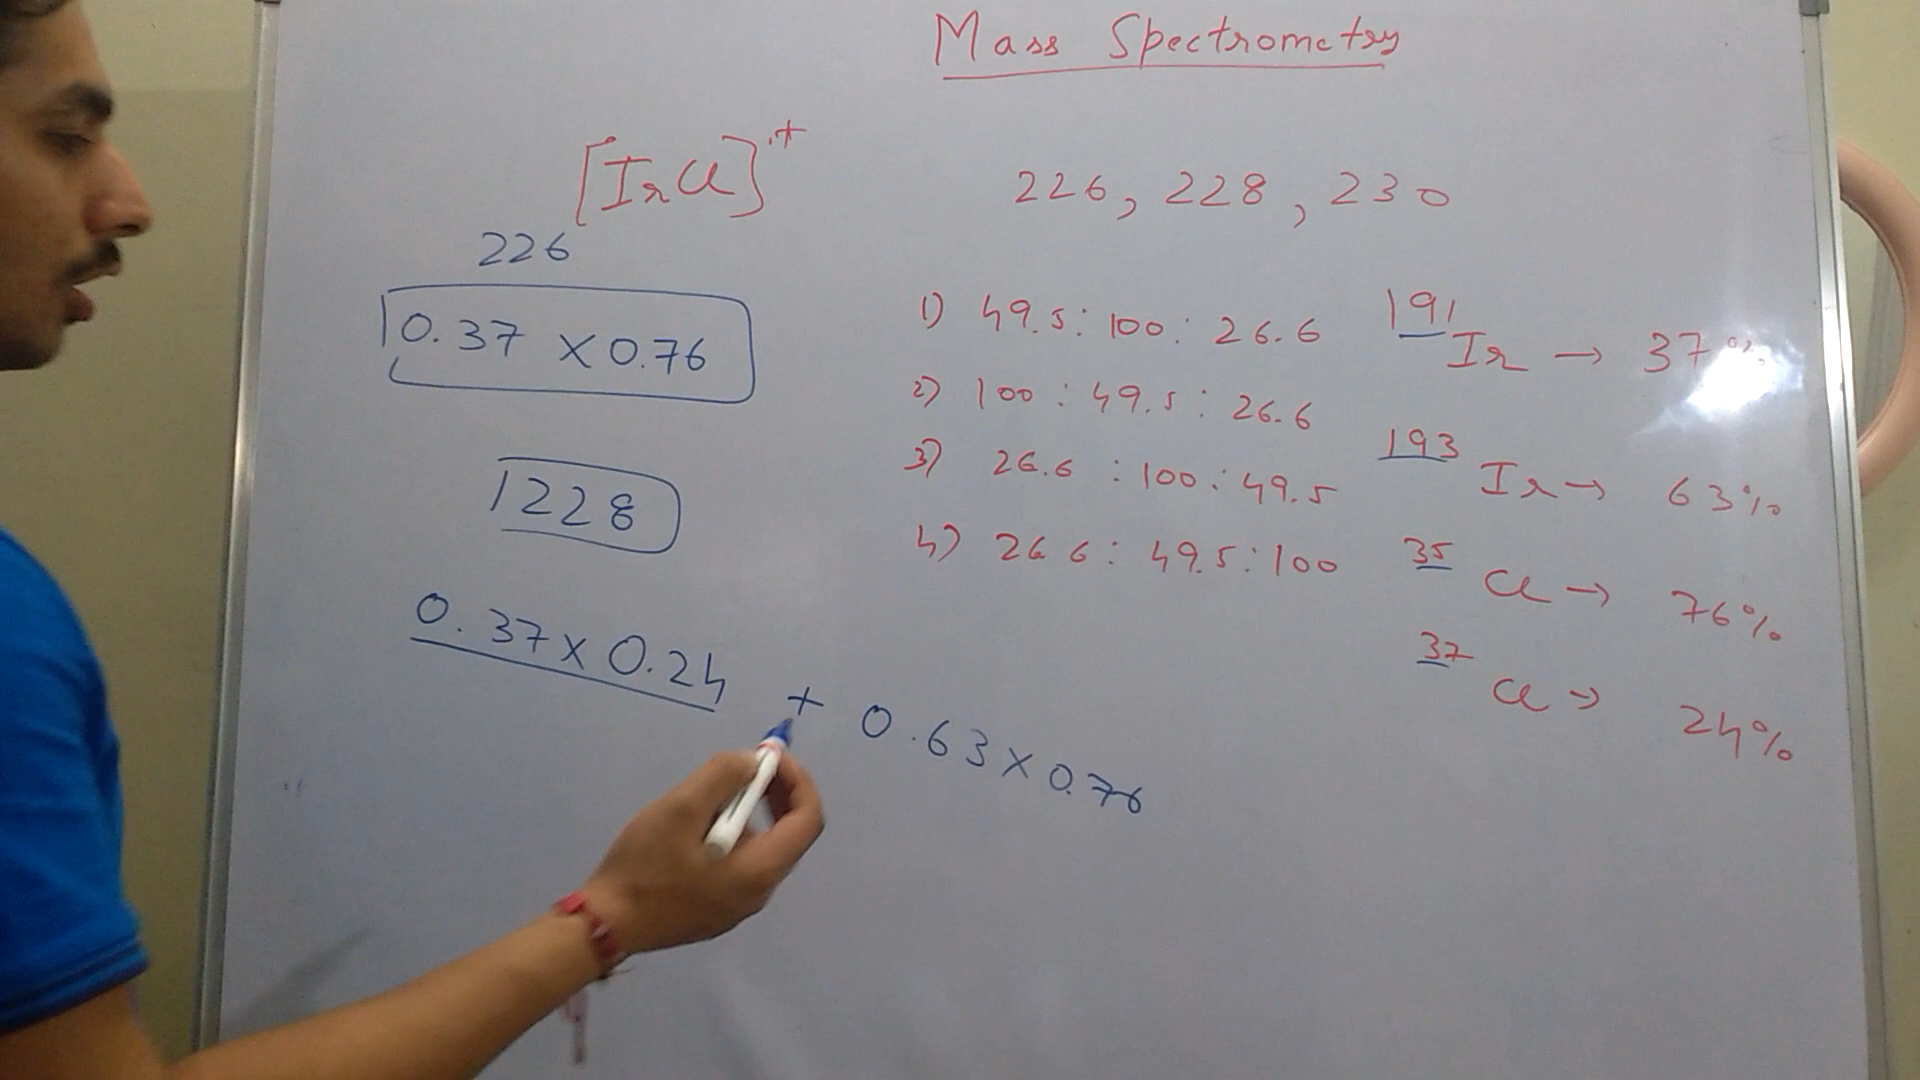 Mass Spectrometry
[IrCl]˙⁺
226, 228, 230
226
0.37 × 0.76
1) 49.5 : 100 : 26.6
2) 100 : 49.5 : 26.6
3) 26.6 : 100 : 49.5
4) 26.6 : 49.5 : 100
191 Ir → 37%
193 Ir → 63%
35 Cl → 76%
37 Cl → 24%
228
0.37 × 0.24 + 0.63 × 0.76